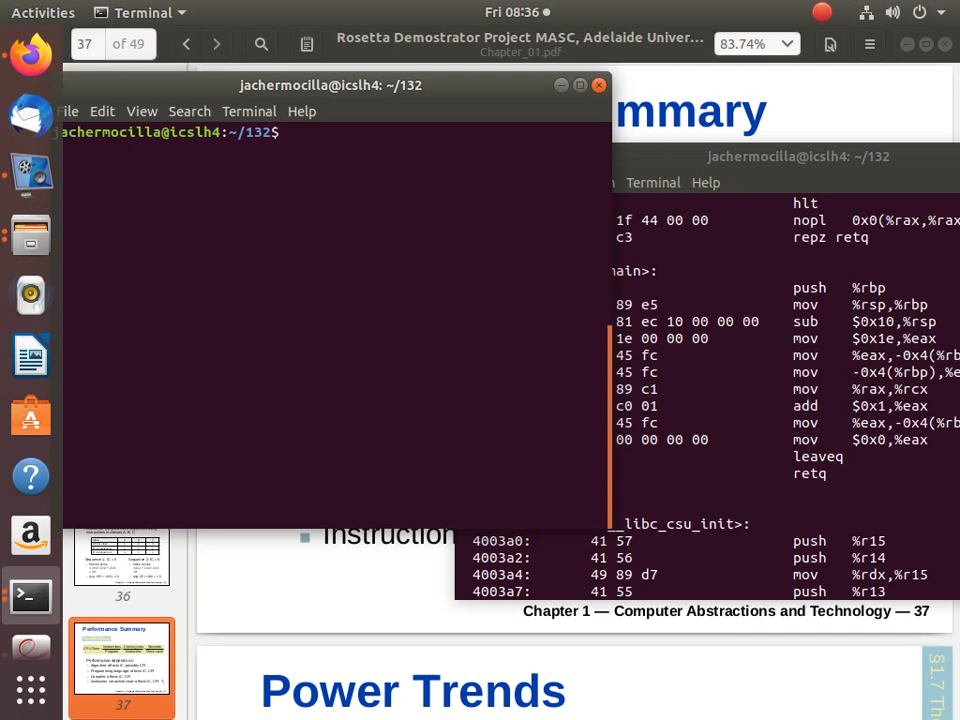 Activities
Terminal
Fri 08:36
37 of 49
Rosetta Demostrator Project MASC, Adelaide Univer…
Chapter_01.pdf
83.74%
mmary
jachermocilla@icslh4: ~/132
File Edit View Search Terminal Help
jachermocilla@icslh4:~/132$
jachermocilla@icslh4: ~/132
Terminal Help
hlt
1f 44 00 00 nopl 0x0(%rax,%rax
c3 repz retq
main>:
push %rbp
89 e5 mov %rsp,%rbp
81 ec 10 00 00 00 sub $0x10,%rsp
1e 00 00 00 mov $0x1e,%eax
45 fc mov %eax,-0x4(%rb
45 fc mov -0x4(%rbp),%e
89 c1 mov %rax,%rcx
c0 01 add $0x1,%eax
45 fc mov %eax,-0x4(%rb
00 00 00 00 mov $0x0,%eax
leaveq
retq
__libc_csu_init>:
4003a0: 41 57 push %r15
4003a2: 41 56 push %r14
4003a4: 49 89 d7 mov %rdx,%r15
4003a7: 41 55 push %r13
Instruction
Chapter 1 — Computer Abstractions and Technology — 37
36
Performance Summary
37
Power Trends
§1.7 Th